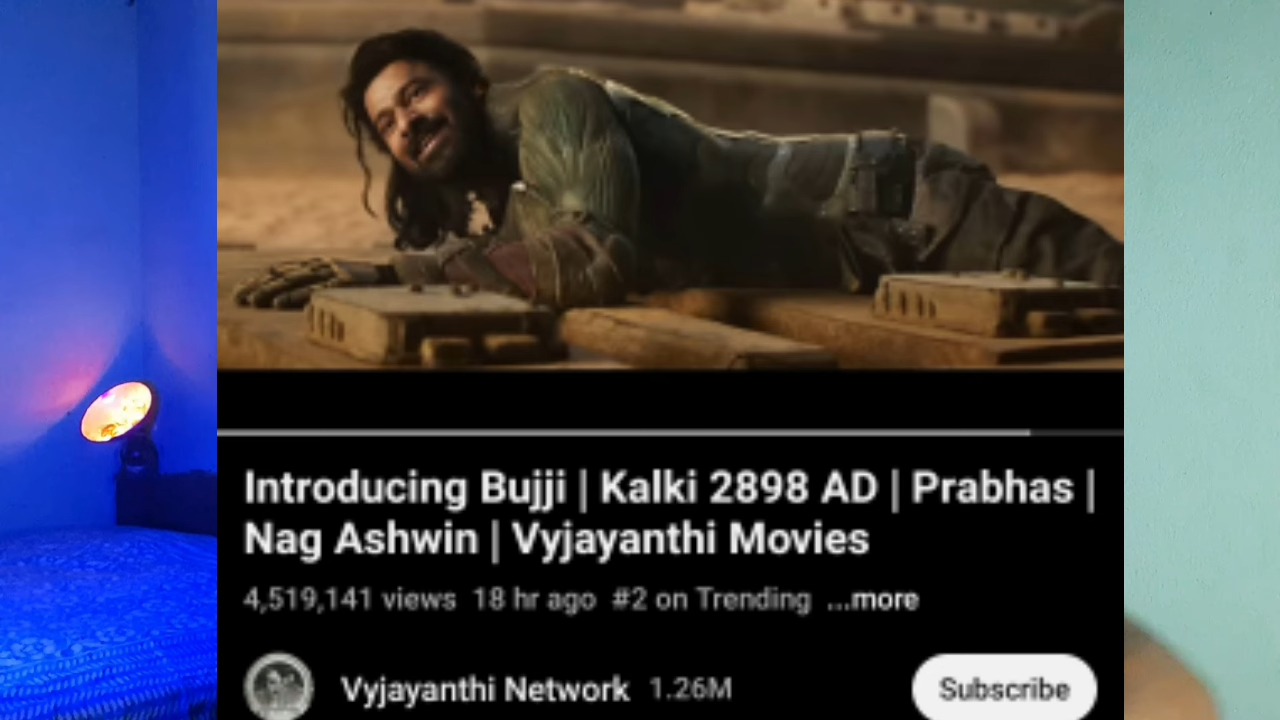 Introducing Bujji | Kalki 2898 AD | Prabhas |
Nag Ashwin | Vyjayanthi Movies
4,519,141 views 18 hr ago #2 on Trending ...more
Vyjayanthi Network 1.26M
Subscribe